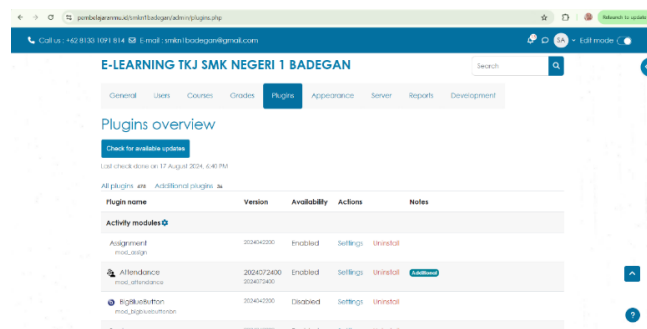 pembelajaranmu.id/smkn1badegan/admin/plugins.php
Relaunch to update
Call us : +62 8133 1091 814 E-mail : smkn1badegan@gmail.com
SA Edit mode
E-LEARNING TKJ SMK NEGERI 1 BADEGAN
Search
General Users Courses Grades Plugins Appearance Server Reports Development
Plugins overview
Check for available updates
Last check done on 17 August 2024, 6:40 PM
All plugins Additional plugins
Plugin name Version Availability Actions Notes
Activity modules
Assignment 2024042200 Enabled Settings Uninstall
mod_assign
Attendance 2024072400 Enabled Settings Uninstall Additional
mod_attendance 2024072400
BigBlueButton 2024042200 Disabled Settings Uninstall
mod_bigbluebuttonbn